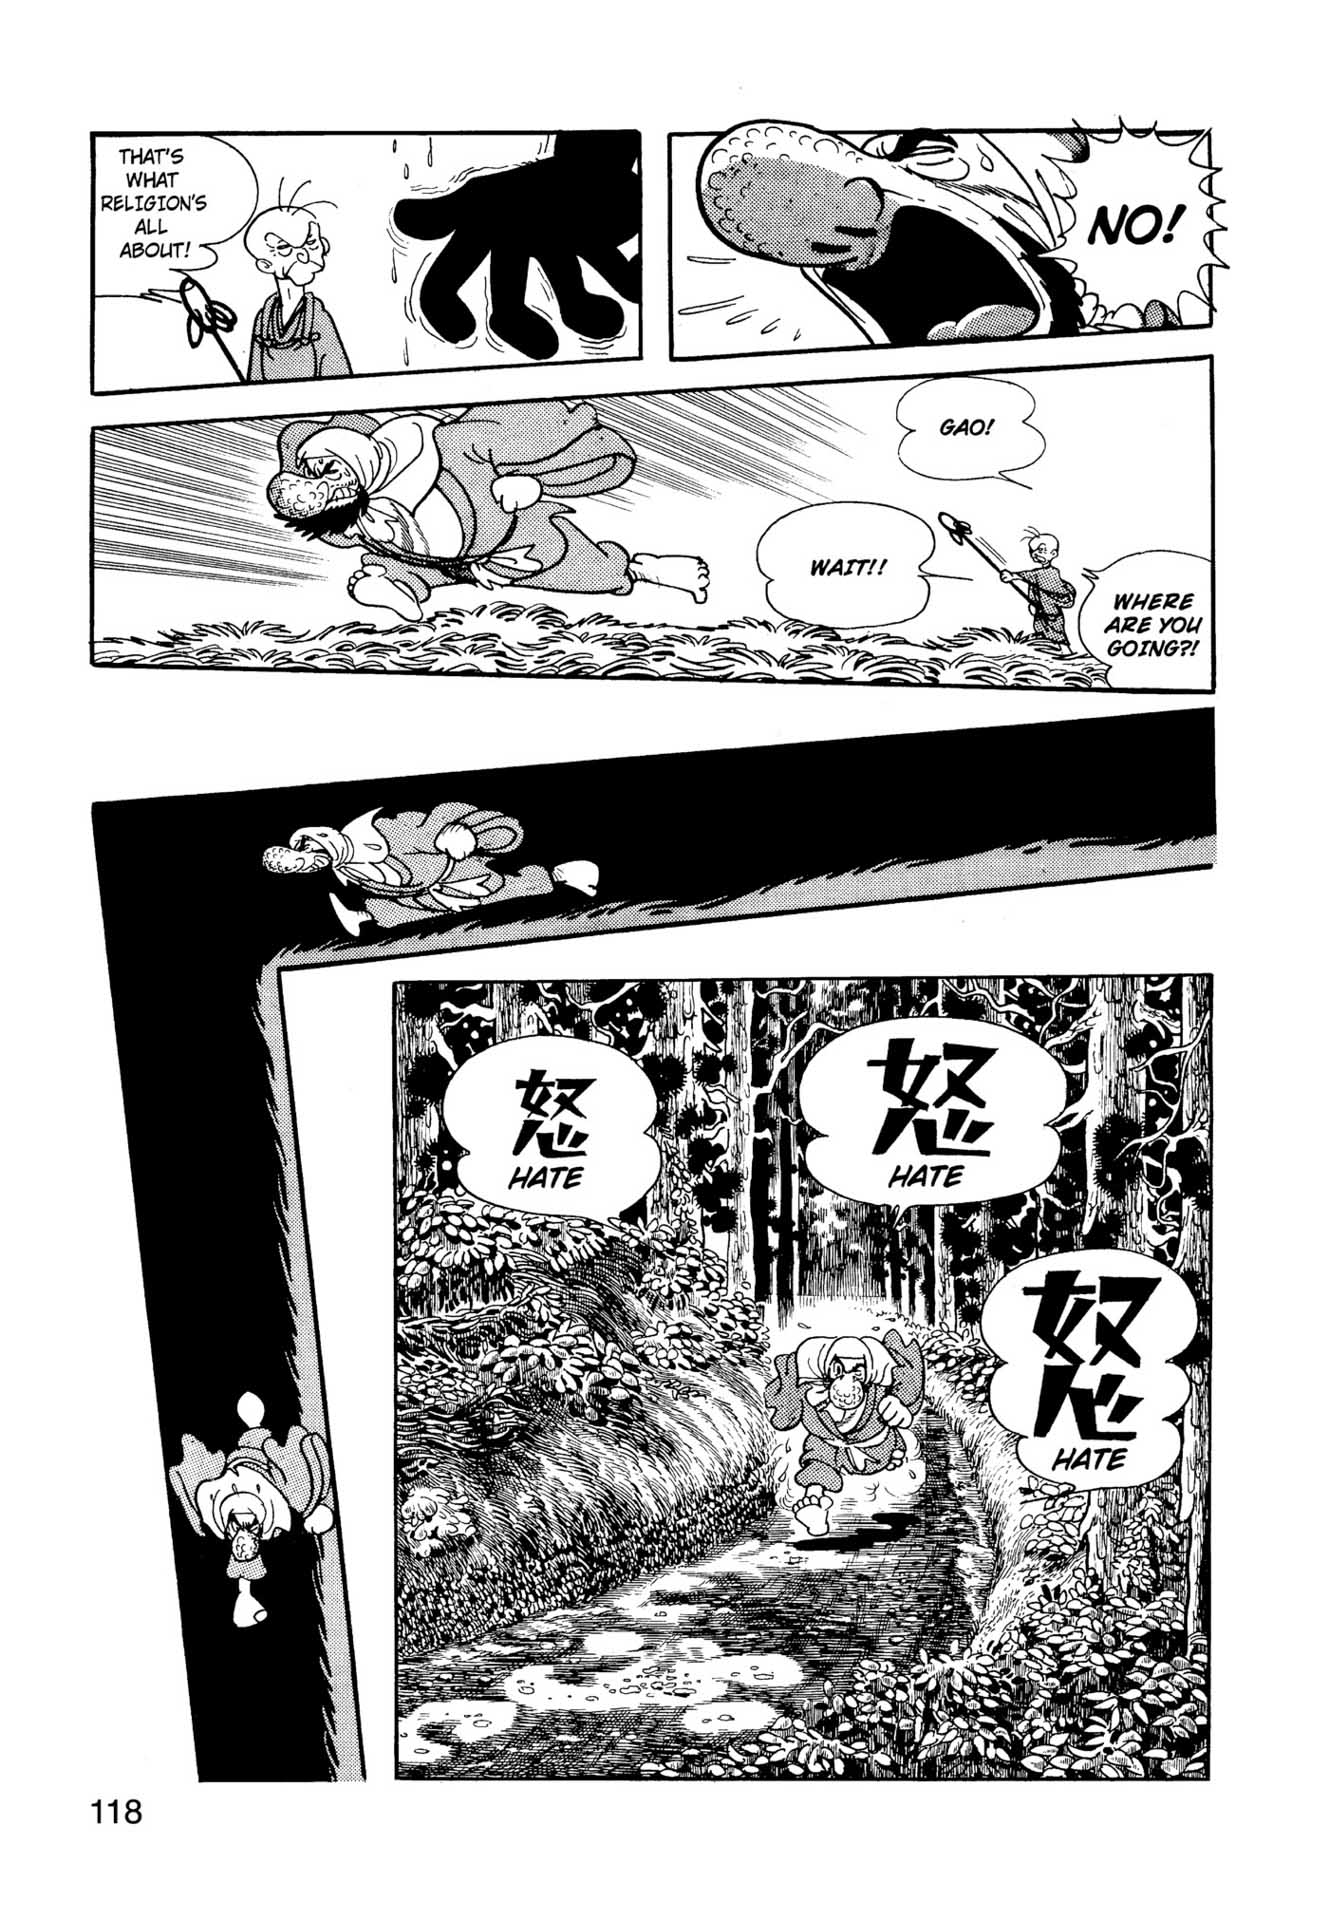 THAT'S
WHAT
RELIGION'S
ALL
ABOUT!
NO!
GAO!
WAIT!!
WHERE
ARE YOU
GOING?!
怒
HATE
怒
HATE
怒
HATE
118